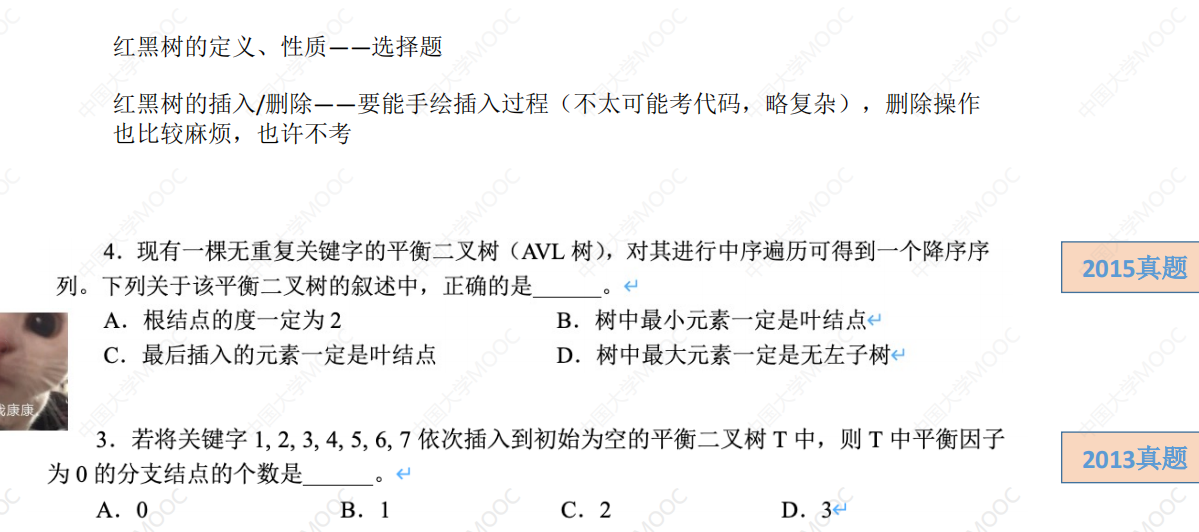 红黑树的定义、性质——选择题
红黑树的插入/删除——要能手绘插入过程（不太可能考代码，略复杂），删除操作
也比较麻烦，也许不考
4．现有一棵无重复关键字的平衡二叉树（AVL 树），对其进行中序遍历可得到一个降序序
列。下列关于该平衡二叉树的叙述中，正确的是______。↵
2015真题
A．根结点的度一定为 2
B．树中最小元素一定是叶结点↵
C．最后插入的元素一定是叶结点
D．树中最大元素一定是无左子树↵
我康康
3．若将关键字 1, 2, 3, 4, 5, 6, 7 依次插入到初始为空的平衡二叉树 T 中，则 T 中平衡因子
为 0 的分支结点的个数是______。↵
2013真题
A．0
B．1
C．2
D．3↵
中国大学MOOC